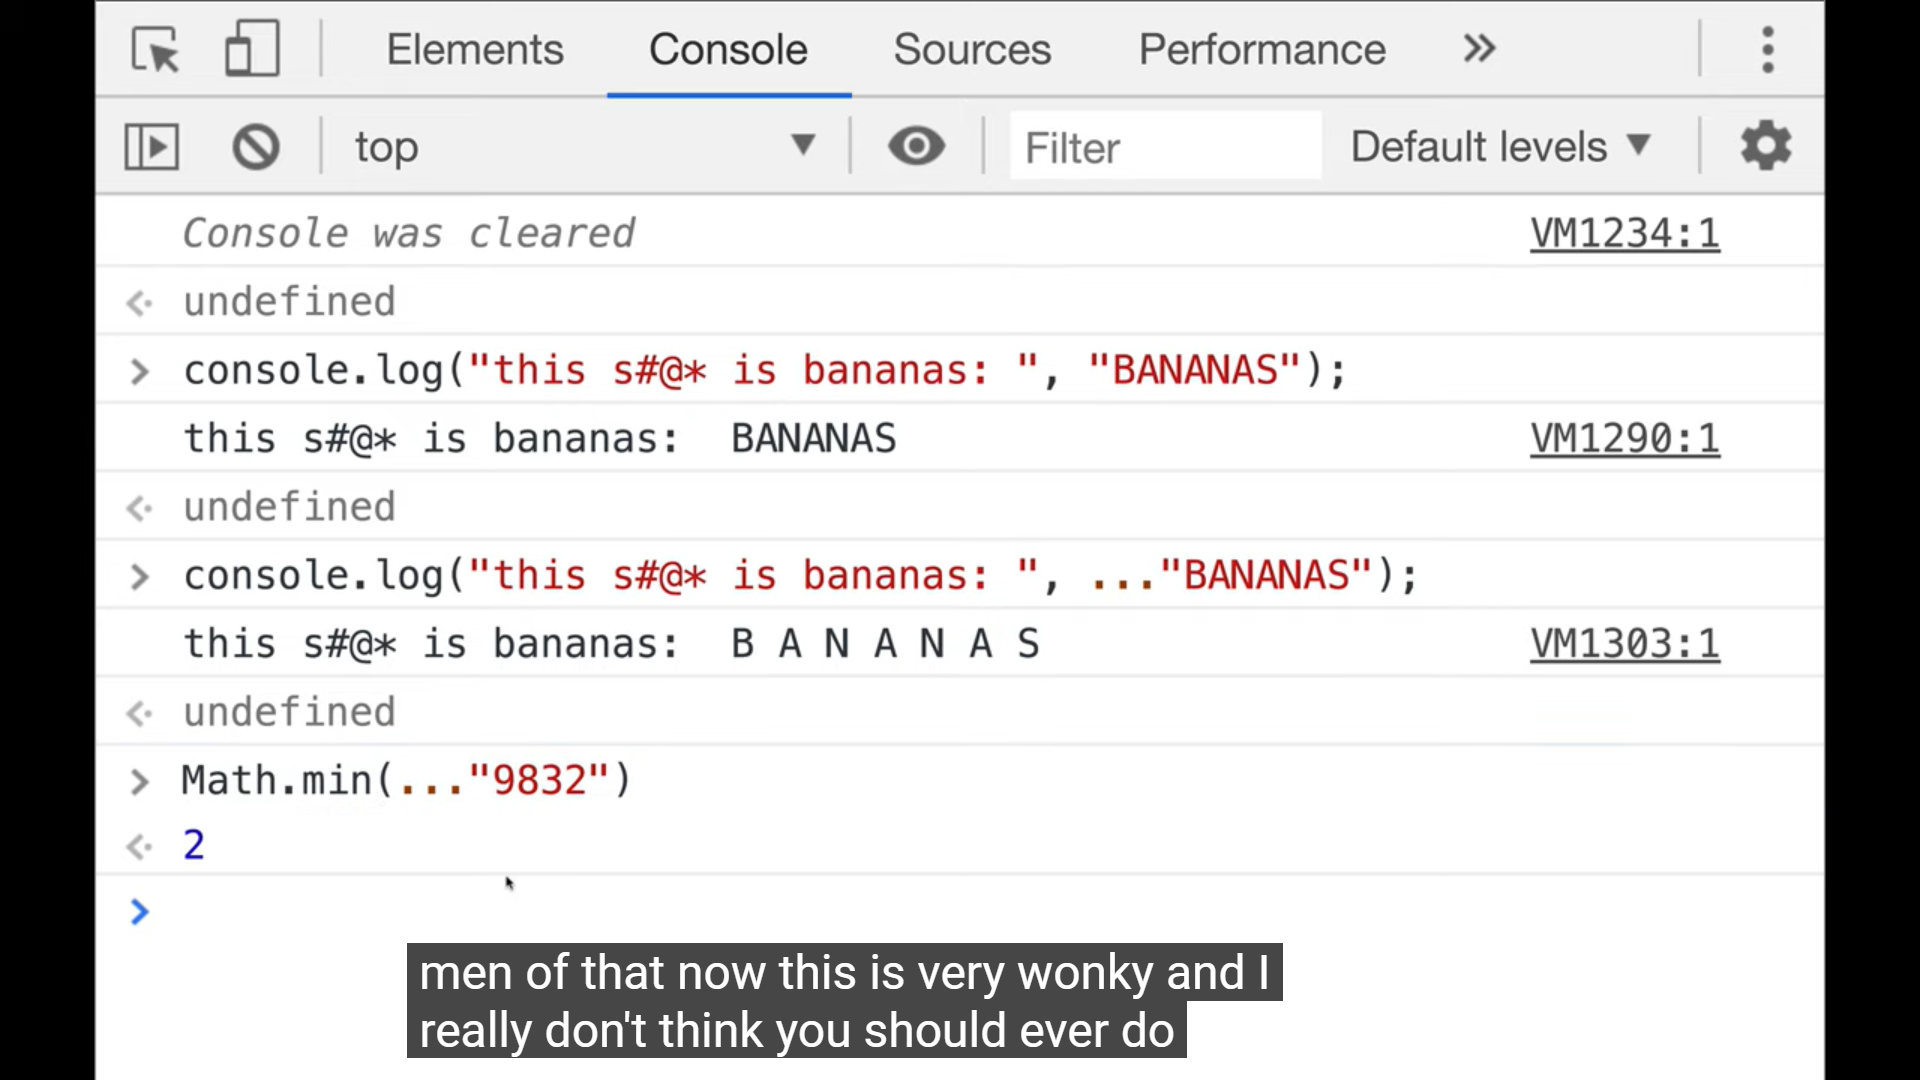 Elements Console Sources Performance »
top ▼ Filter Default levels ▼
Console was cleared VM1234:1
undefined
console.log("this s#@* is bananas: ", "BANANAS");
this s#@* is bananas:  BANANAS VM1290:1
undefined
console.log("this s#@* is bananas: ", ..."BANANAS");
this s#@* is bananas:  B A N A N A S VM1303:1
undefined
Math.min(..."9832")
2
men of that now this is very wonky and I
really don't think you should ever do